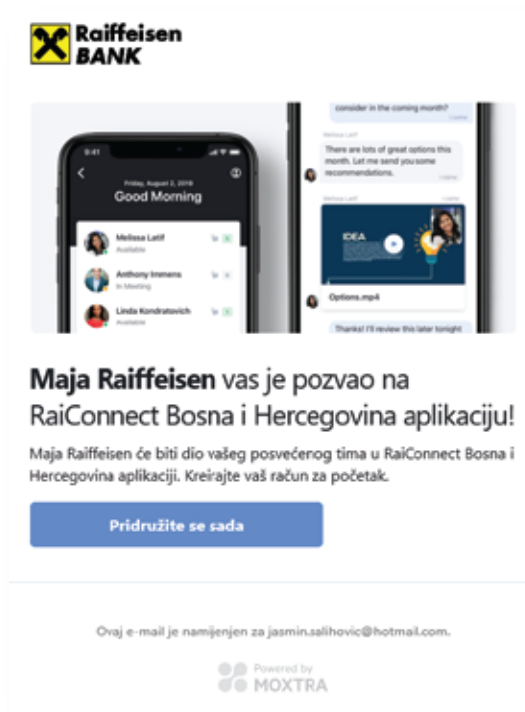 Raiffeisen
BANK
9:41
Friday, August 2, 2019
Good Morning
Melissa Latif
Available
Anthony Immens
In Meeting
Linda Kondratovich
Available
consider in the coming month?
Melissa Latif
There are lots of great options this
month. Let me send you some
recommendations.
Melissa Latif
IDEA
Options.mp4
Thanks! I'll review this later tonight
Maja Raiffeisen vas je pozvao na
RaiConnect Bosna i Hercegovina aplikaciju!
Maja Raiffeisen će biti dio vašeg posvećenog tima u RaiConnect Bosna i
Hercegovina aplikaciji. Kreirajte vaš račun za početak.
Pridružite se sada
Ovaj e-mail je namijenjen za jasmin.salihovic@hotmail.com.
Powered by
MOXTRA